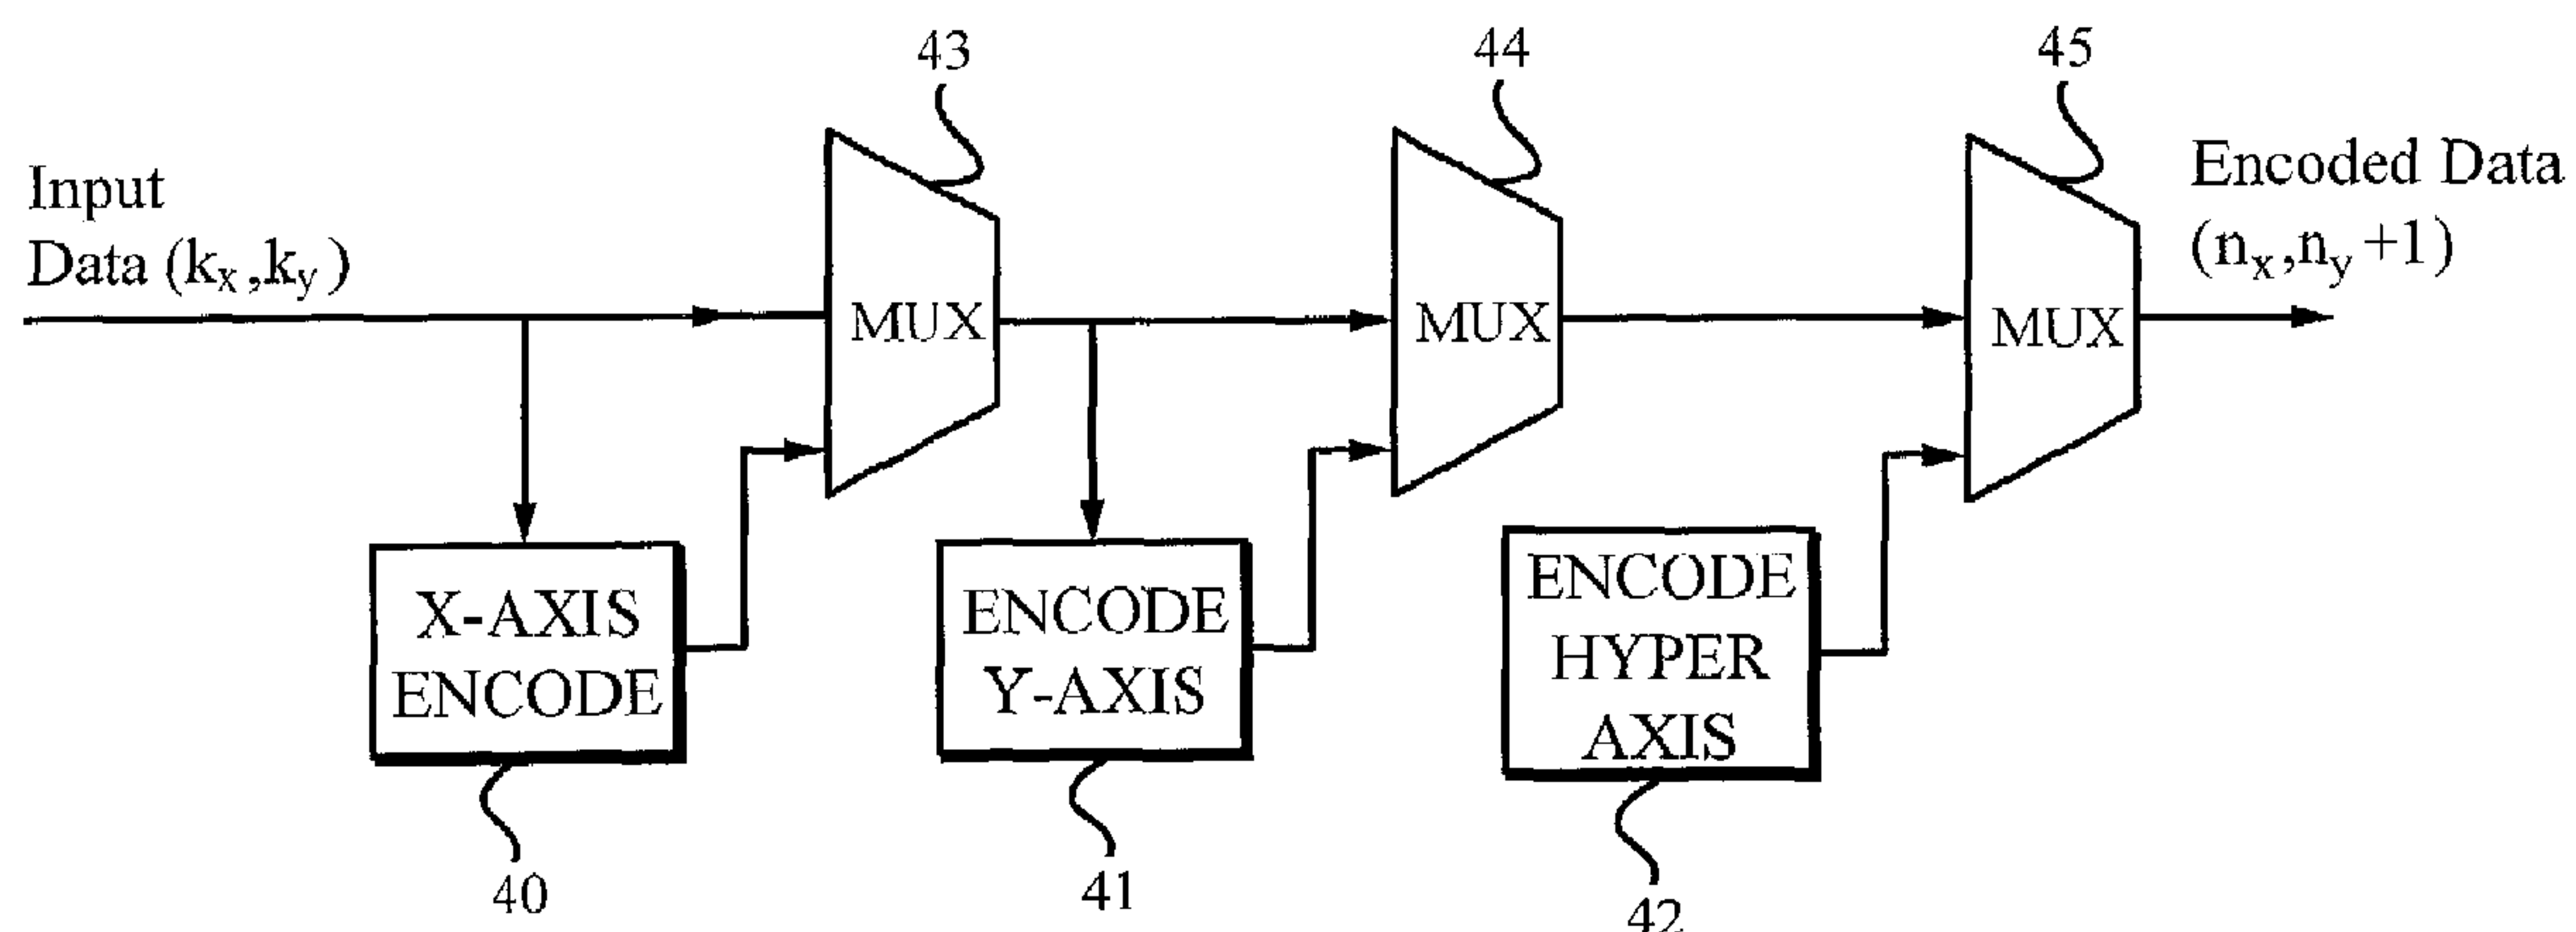 43
44
45
Input
Data (kx,ky)
Encoded Data
(nx,ny+1)
MUX
MUX
MUX
X-AXIS
ENCODE
ENCODE
Y-AXIS
ENCODE
HYPER
AXIS
40
41
42